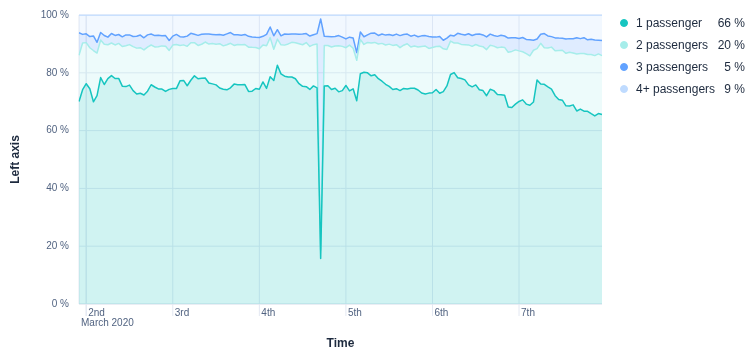 100 %
80 %
60 %
40 %
20 %
0 %
Left axis
2nd
March 2020
3rd
4th
5th
6th
7th
Time
1 passenger 66 %
2 passengers 20 %
3 passengers 5 %
4+ passengers 9 %